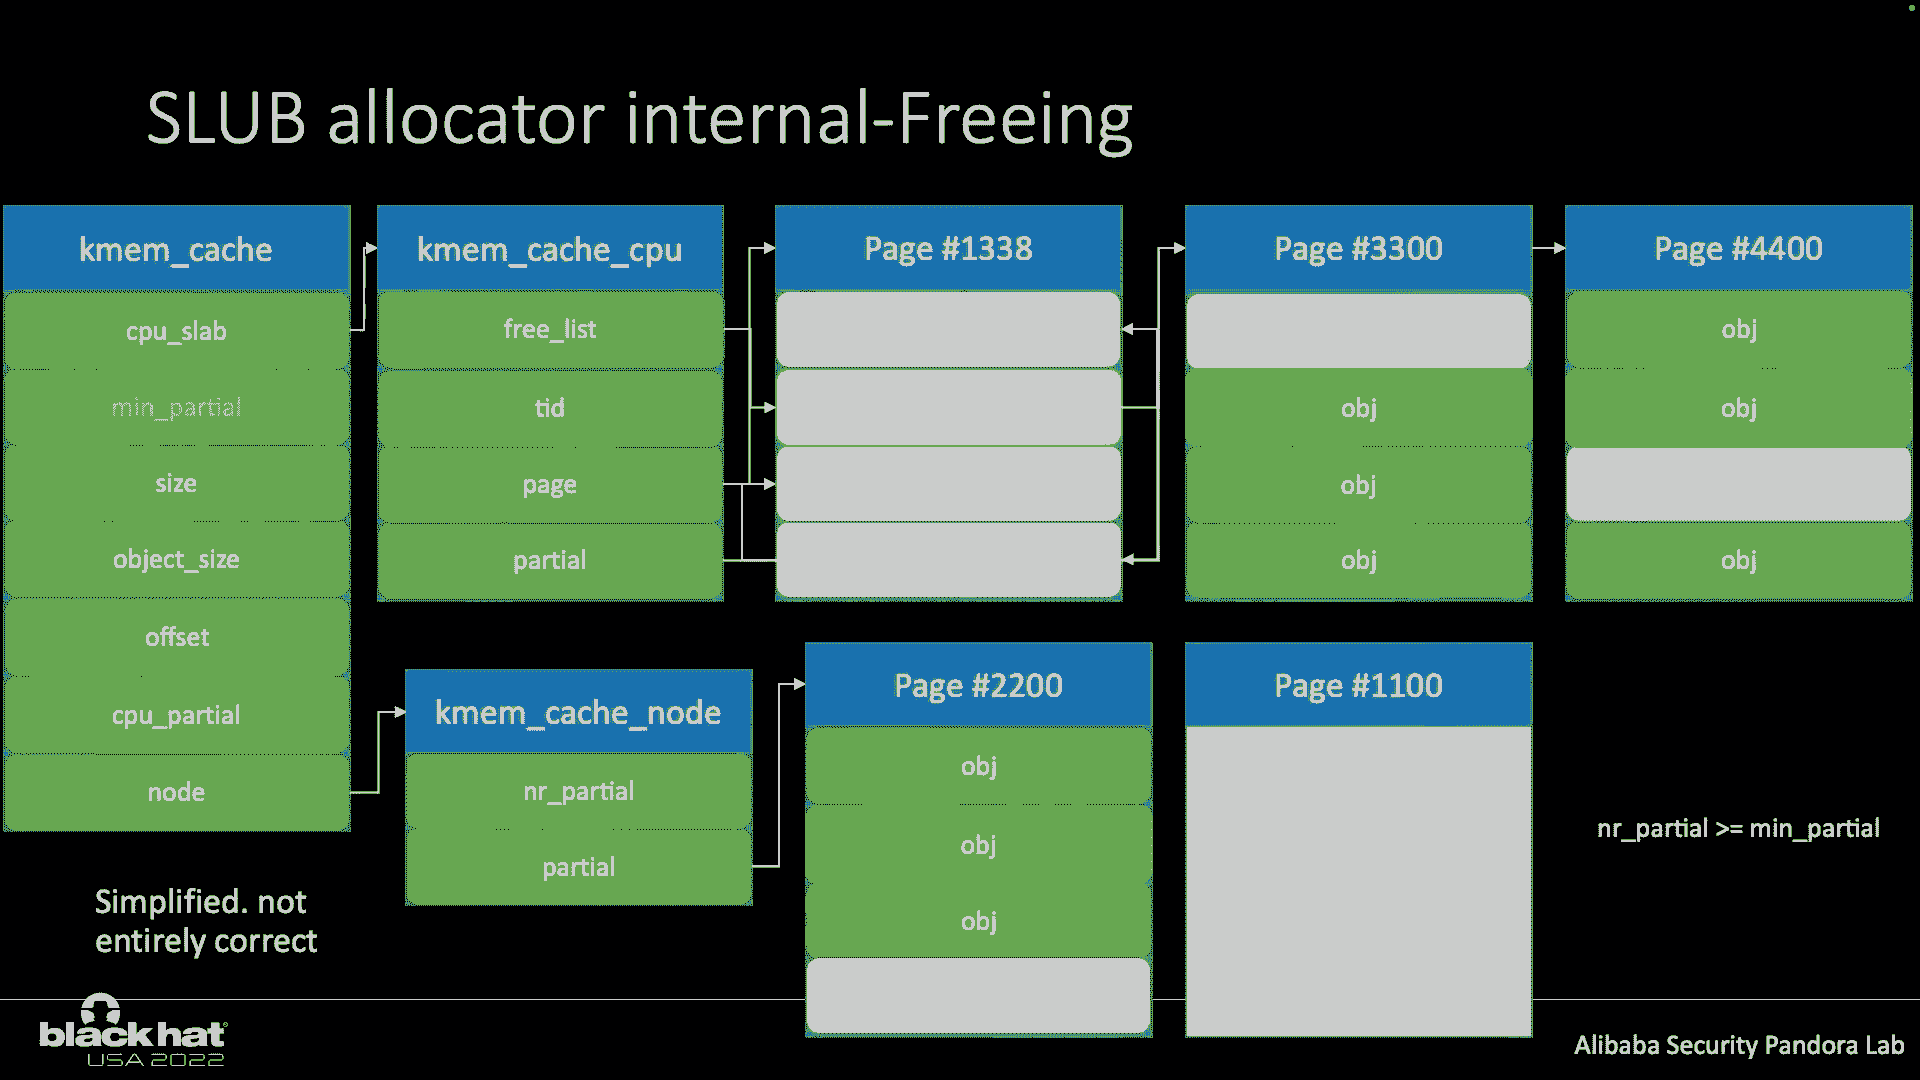 SLUB allocator internal-Freeing
kmem_cache
cpu_slab
min_partial
size
object_size
offset
cpu_partial
node
kmem_cache_cpu
free_list
tid
page
partial
Page #1338
Page #3300
obj
obj
obj
Page #4400
obj
obj
obj
kmem_cache_node
nr_partial
partial
Page #2200
obj
obj
obj
Page #1100
nr_partial >= min_partial
Simplified. not
entirely correct
black hat
USA 2022
Alibaba Security Pandora Lab